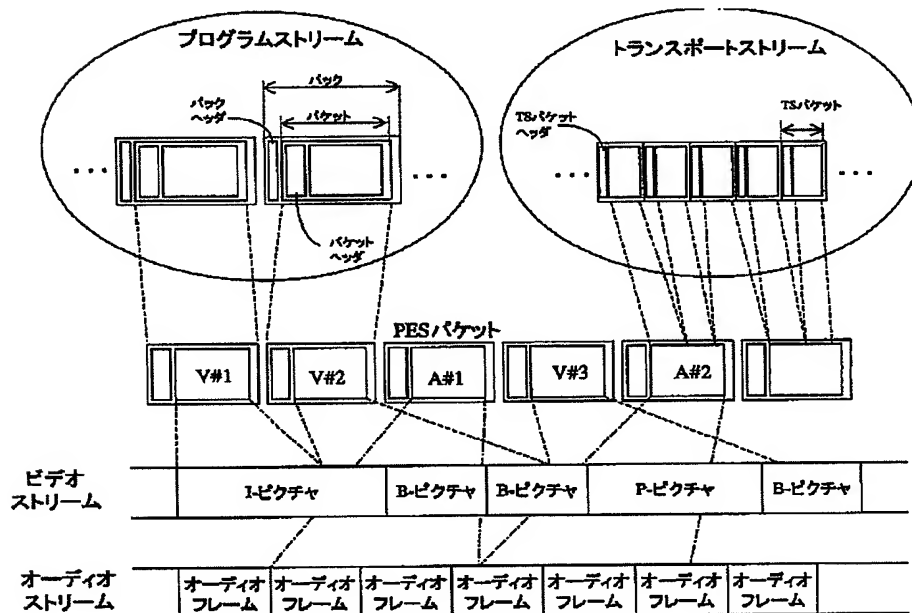 プログラムストリーム
トランスポートストリーム
パック
パック
ヘッダ
パケット
TSパケット
ヘッダ
TSパケット
・・・
・・・
・・・
・・・
パケット
ヘッダ
PESパケット
V#1
V#2
A#1
V#3
A#2
ビデオ
ストリーム
I-ピクチャ
B-ピクチャ
B-ピクチャ
P-ピクチャ
B-ピクチャ
オーディオ
ストリーム
オーディオ
フレーム
オーディオ
フレーム
オーディオ
フレーム
オーディオ
フレーム
オーディオ
フレーム
オーディオ
フレーム
オーディオ
フレーム